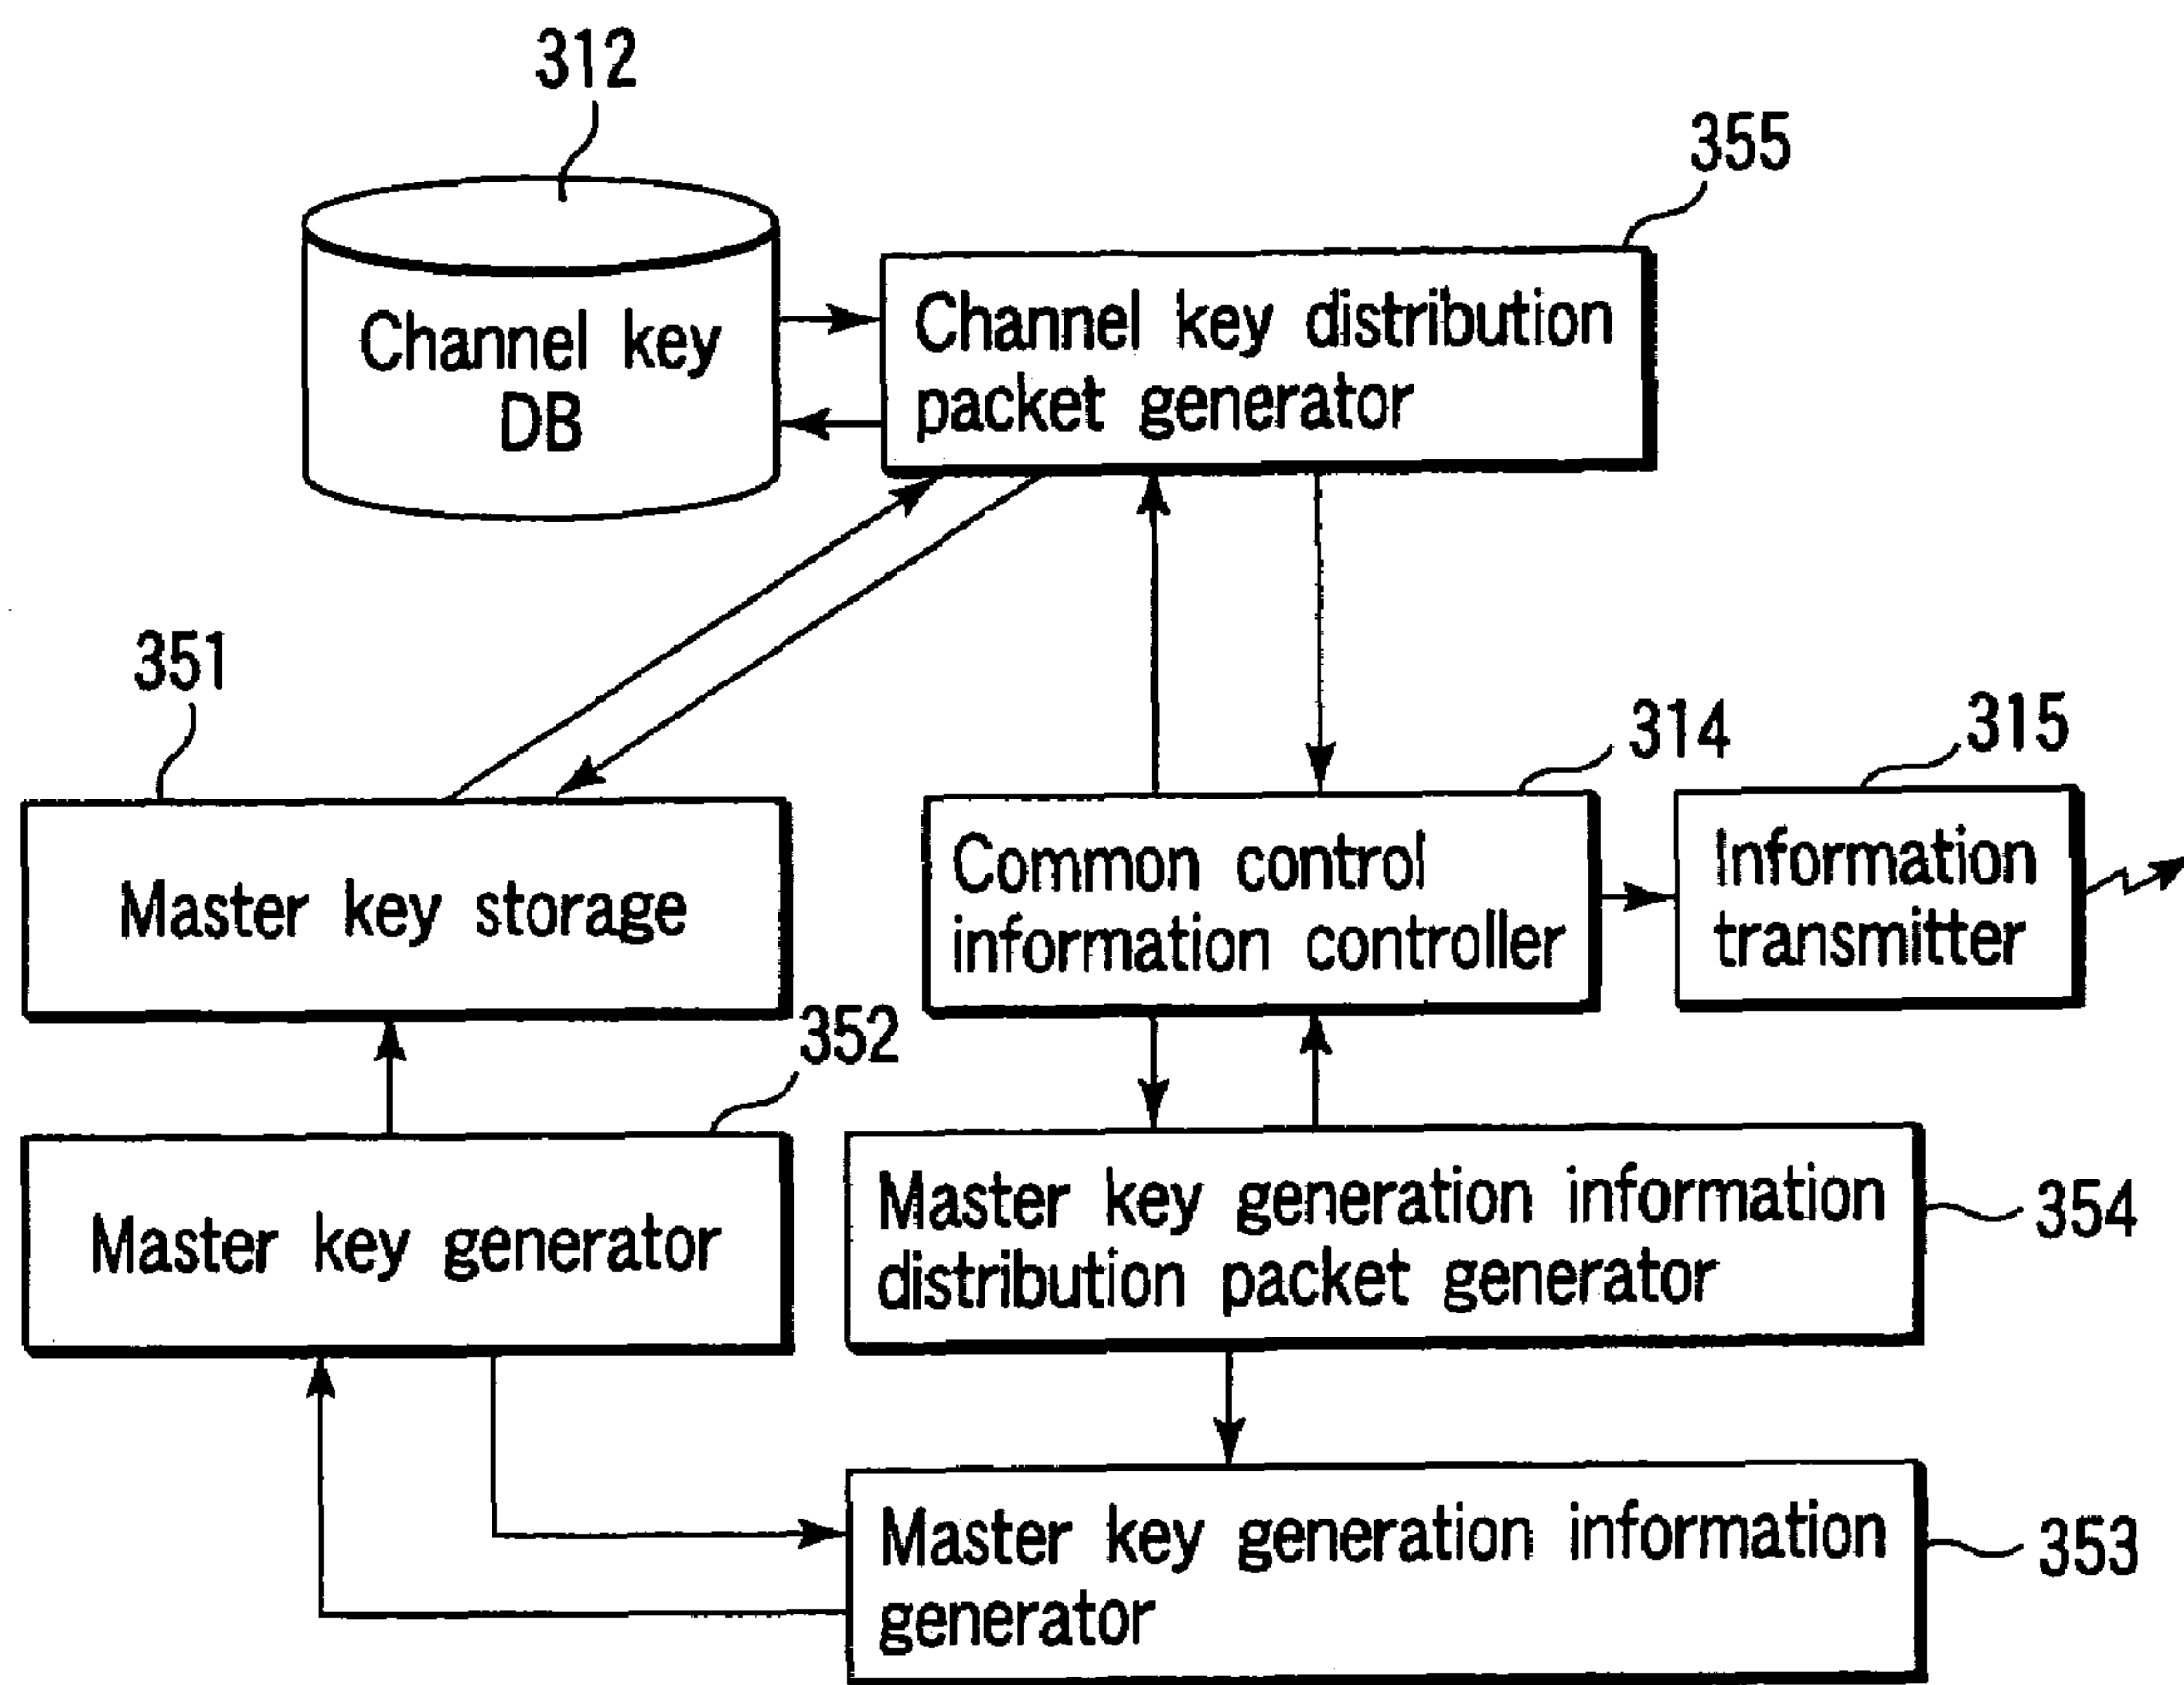 312
355
Channel key
DB
Channel key distribution
packet generator
351
314
315
Master key storage
Common control
information controller
Information
transmitter
352
Master key generator
Master key generation information
distribution packet generator
354
Master key generation information
generator
353